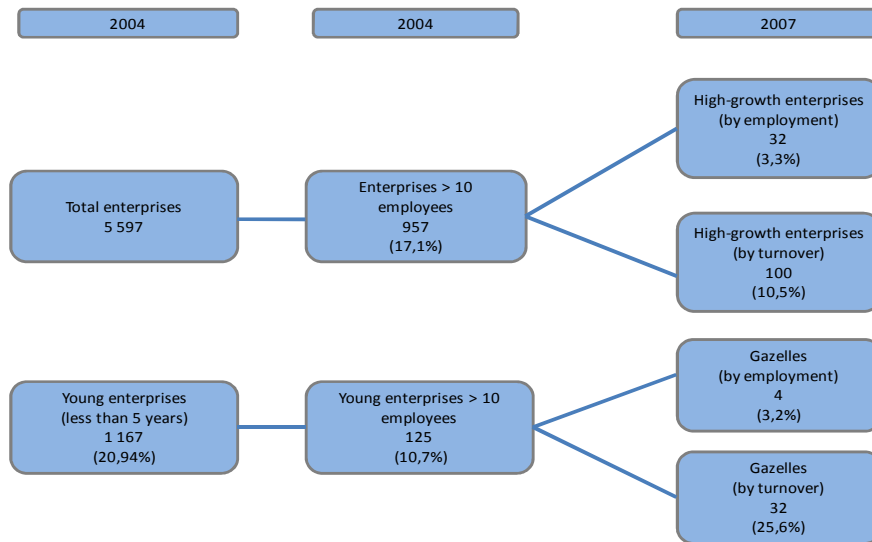 2004
2004
2007
High-growth enterprises
(by employment)
32
(3,3%)
Total enterprises
5 597
Enterprises > 10
employees
957
(17,1%)
High-growth enterprises
(by turnover)
100
(10,5%)
Young enterprises
(less than 5 years)
1 167
(20,94%)
Young enterprises > 10
employees
125
(10,7%)
Gazelles
(by employment)
4
(3,2%)
Gazelles
(by turnover)
32
(25,6%)